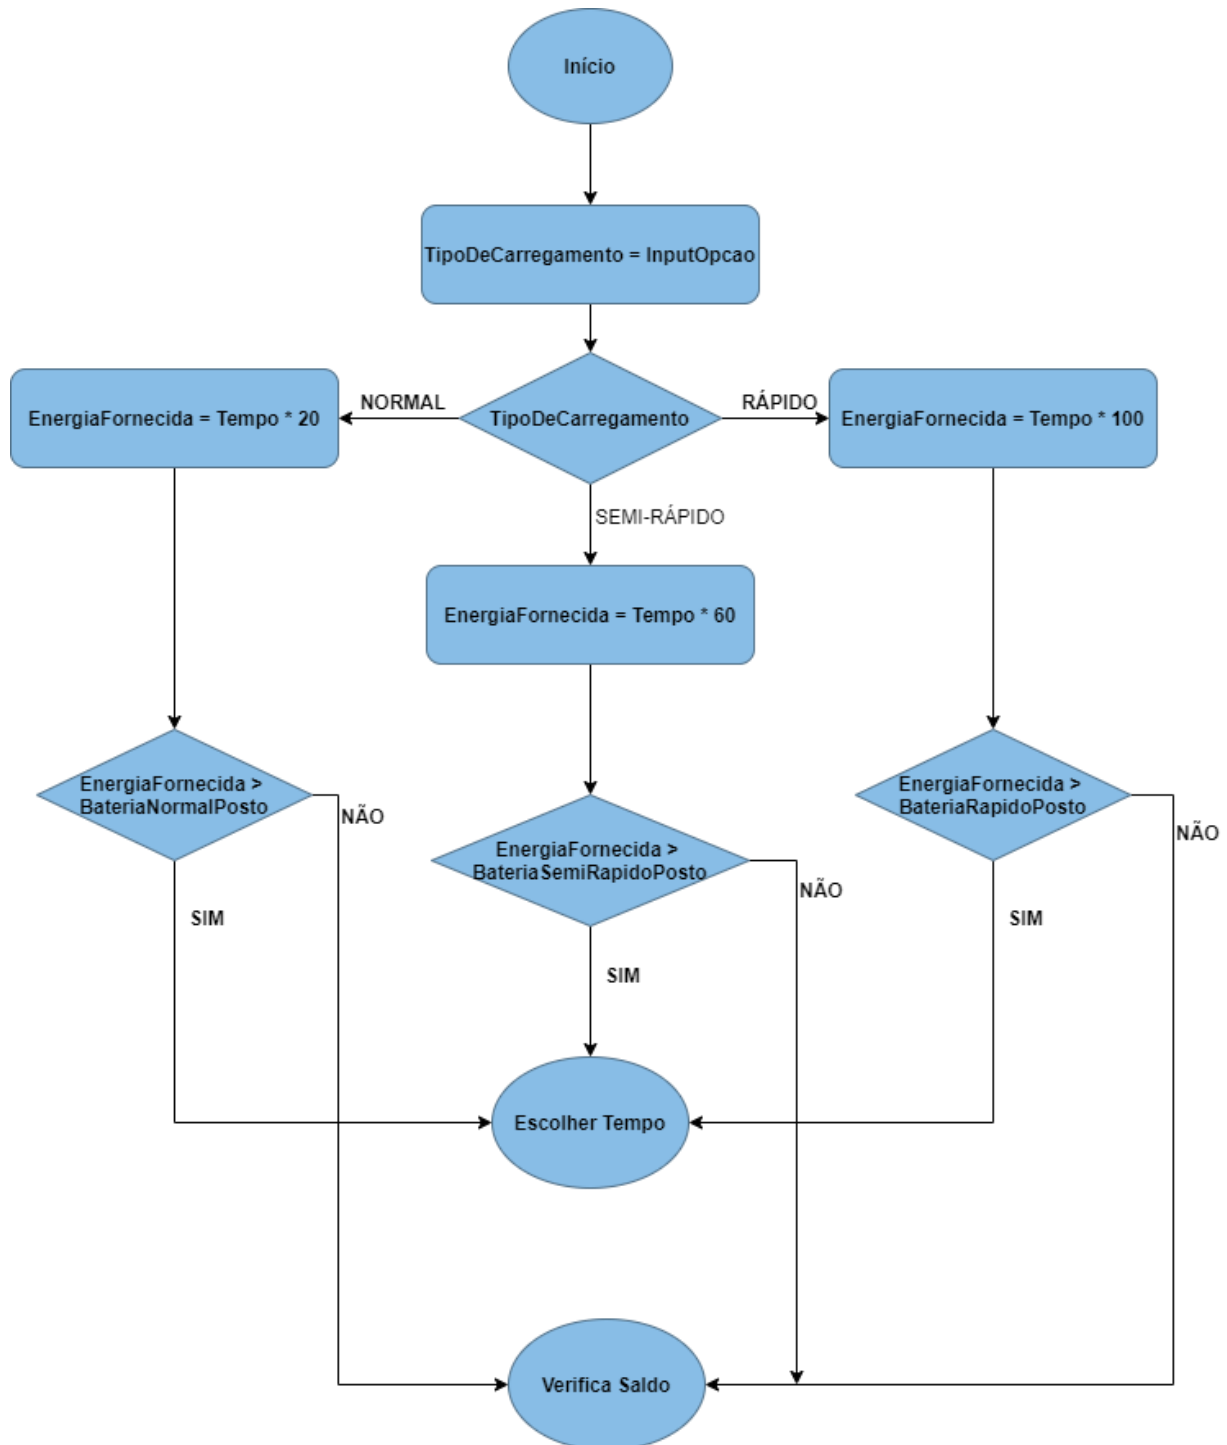 Início
TipoDeCarregamento = InputOpcao
NORMAL
TipoDeCarregamento
RÁPIDO
EnergiaFornecida = Tempo * 20
EnergiaFornecida = Tempo * 100
SEMI-RÁPIDO
EnergiaFornecida = Tempo * 60
EnergiaFornecida >
BateriaNormalPosto
NÃO
EnergiaFornecida >
BateriaRapidoPosto
NÃO
EnergiaFornecida >
BateriaSemiRapidoPosto
NÃO
SIM
SIM
SIM
Escolher Tempo
Verifica Saldo